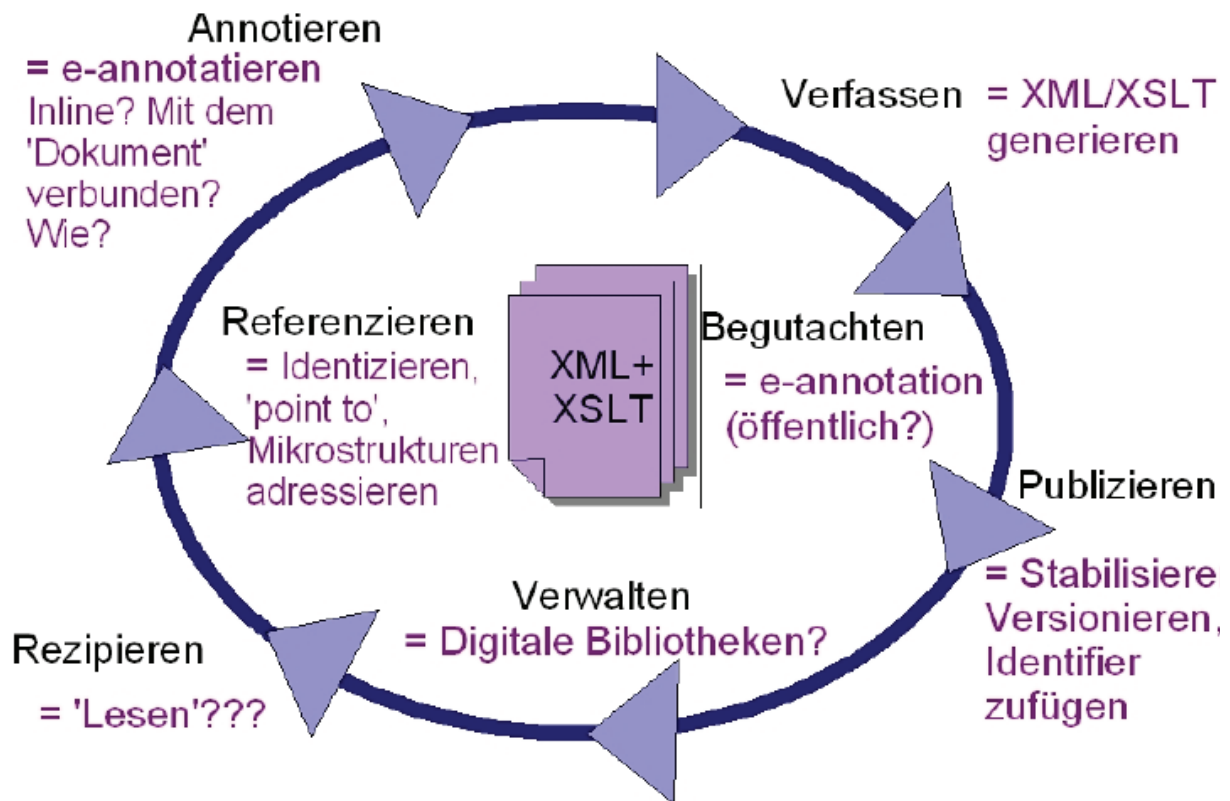 Annotieren
= e-annotatieren
Inline? Mit dem
'Dokument'
verbunden?
Wie?
Verfassen = XML/XSLT
generieren
Referenzieren
= Identizieren,
'point to',
Mikrostrukturen
adressieren
XML+
XSLT
Begutachten
= e-annotation
(öffentlich?)
Publizieren
= Stabilisieren
Versionieren,
Identifier
zufügen
Verwalten
= Digitale Bibliotheken?
Rezipieren
= 'Lesen'???